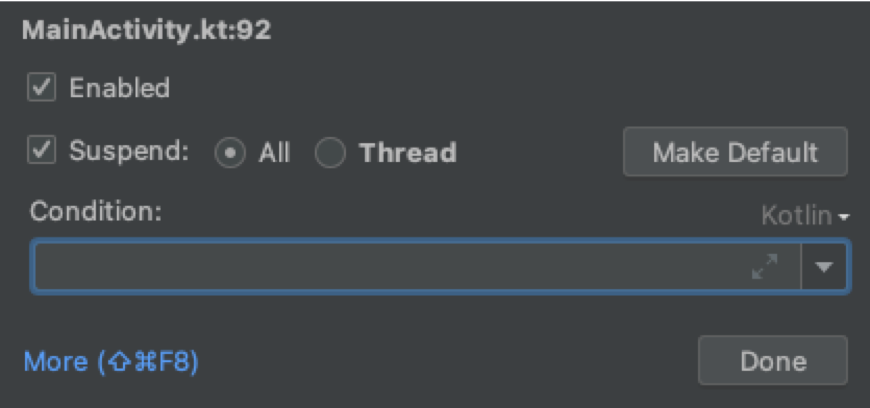 MainActivity.kt:92
Enabled
Suspend: All Thread Make Default
Condition:
Kotlin
More (⇧⌘F8) Done